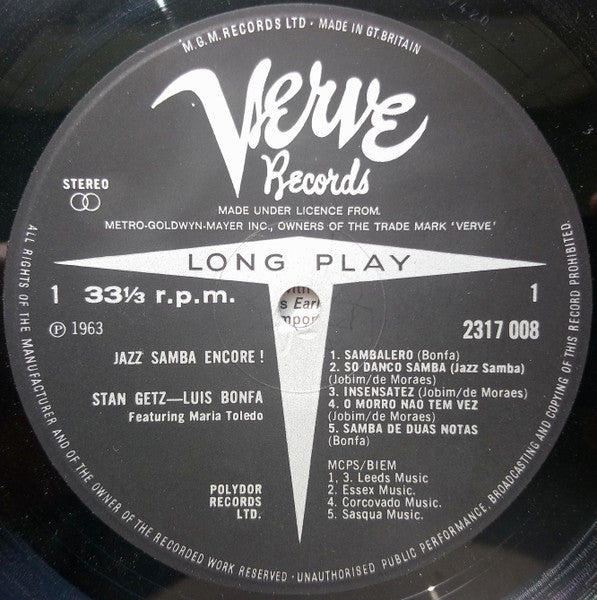 M.G.M. RECORDS LTD · MADE IN GT. BRITAIN
Verve
Records
STEREO
MADE UNDER LICENCE FROM
METRO-GOLDWYN-MAYER INC., OWNERS OF THE TRADE MARK 'VERVE'
LONG PLAY
1 33⅓ r.p.m.
1
℗ 1963
2317 008
JAZZ SAMBA ENCORE!
STAN GETZ—LUIS BONFA
Featuring Maria Toledo
1. SAMBALERO (Bonfa)
2. SO DANCO SAMBA (Jazz Samba)
(Jobim/de Moraes)
3. INSENSATEZ (Jobim/de Moraes)
4. O MORRO NAO TEM VEZ
(Jobim/de Moraes)
5. SAMBA DE DUAS NOTAS
(Bonfa)
MCPS/BIEM
1, 3. Leeds Music
2. Essex Music.
4. Corcovado Music.
5. Sasqua Music.
POLYDOR
RECORDS
LTD.
ALL RIGHTS OF THE MANUFACTURER AND OF THE OWNER OF THE RECORDED WORK RESERVED · UNAUTHORISED PUBLIC PERFORMANCE, BROADCASTING AND COPYING OF THIS RECORD PROHIBITED.
s Earl
mpor